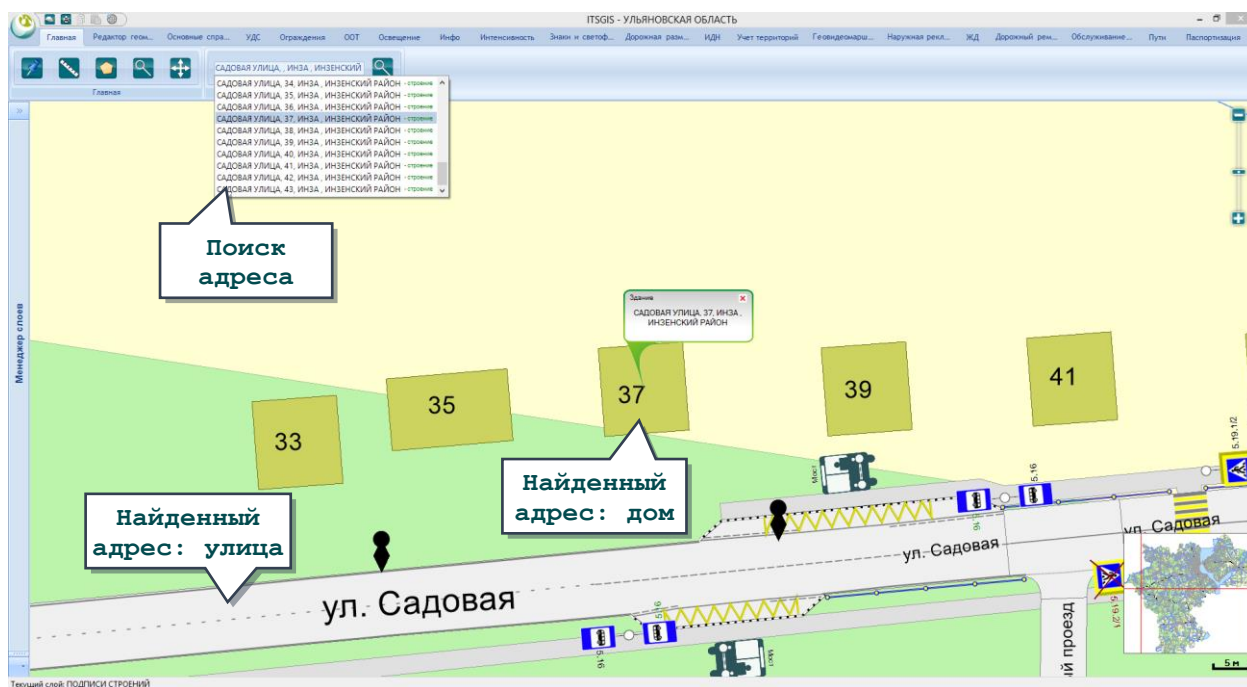 ITSGIS - УЛЬЯНОВСКАЯ ОБЛАСТЬ
Главная Редактор геом... Основные спра... УДС Ограждения ООТ Освещение Инфо Интенсивность Знаки и светоф... Дорожная разм... ИДН Учет территорий Геовидеомарш... Наружная рекл... ЖД Дорожный рем... Обслуживание... Пути Паспортизация
САДОВАЯ УЛИЦА, , ИНЗА , ИНЗЕНСКИЙ
Главная
САДОВАЯ УЛИЦА, 34, ИНЗА , ИНЗЕНСКИЙ РАЙОН - строение
САДОВАЯ УЛИЦА, 35, ИНЗА , ИНЗЕНСКИЙ РАЙОН - строение
САДОВАЯ УЛИЦА, 36, ИНЗА , ИНЗЕНСКИЙ РАЙОН - строение
САДОВАЯ УЛИЦА, 37, ИНЗА , ИНЗЕНСКИЙ РАЙОН - строение
САДОВАЯ УЛИЦА, 38, ИНЗА , ИНЗЕНСКИЙ РАЙОН - строение
САДОВАЯ УЛИЦА, 39, ИНЗА , ИНЗЕНСКИЙ РАЙОН - строение
САДОВАЯ УЛИЦА, 40, ИНЗА , ИНЗЕНСКИЙ РАЙОН - строение
САДОВАЯ УЛИЦА, 41, ИНЗА , ИНЗЕНСКИЙ РАЙОН - строение
САДОВАЯ УЛИЦА, 42, ИНЗА , ИНЗЕНСКИЙ РАЙОН - строение
САДОВАЯ УЛИЦА, 43, ИНЗА , ИНЗЕНСКИЙ РАЙОН - строение
Поиск
адреса
Менеджер слоев
Здание
САДОВАЯ УЛИЦА, 37, ИНЗА ,
ИНЗЕНСКИЙ РАЙОН
33
35
37
39
41
5.19.1/2
Найденный
адрес: дом
Мост
5.16
16
Найденный
адрес: улица
ул. Садовая
ул. Садовая
ул. Садовая
5.16
5.16
Мост
5.19.2/1
ый проезд
5 м
Текущий слой: ПОДПИСИ СТРОЕНИЙ